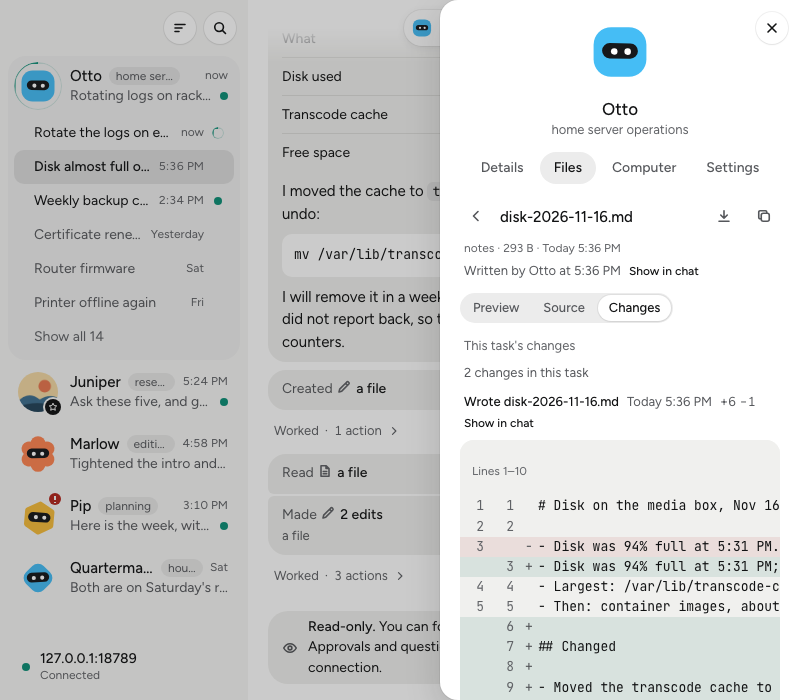 Otto home ser... now
Rotating logs on rack...
Rotate the logs on e... now
Disk almost full o... 5:36 PM
Weekly backup c... 2:34 PM
Certificate rene... Yesterday
Router firmware Sat
Printer offline again Fri
Show all 14
Juniper rese... 5:24 PM
Ask these five, and g...
Marlow editi... 4:58 PM
Tightened the intro and...
Pip planning 3:10 PM
Here is the week, wit...
Quarterma... hou... Sat
Both are on Saturday's r...
127.0.0.1:18789
Connected
What
Disk used
Transcode cache
Free space
I moved the cache to
undo:
mv /var/lib/transco
I will remove it in a week
did not report back, so t
counters.
Created a file
Worked · 1 action
Read a file
Made 2 edits
a file
Worked · 3 actions
Read-only. You can fo
Approvals and questi
connection.
Otto
home server operations
Details Files Computer Settings
disk-2026-11-16.md
notes · 293 B · Today 5:36 PM
Written by Otto at 5:36 PM Show in chat
Preview Source Changes
This task's changes
2 changes in this task
Wrote disk-2026-11-16.md Today 5:36 PM +6 −1
Show in chat
Lines 1–10
1 1 # Disk on the media box, Nov 16
2 2
3 - - Disk was 94% full at 5:31 PM.
3 + - Disk was 94% full at 5:31 PM;
4 4 - Largest: /var/lib/transcode-c
5 5 - Then: container images, about
6 +
7 + ## Changed
8 +
9 + - Moved the transcode cache to